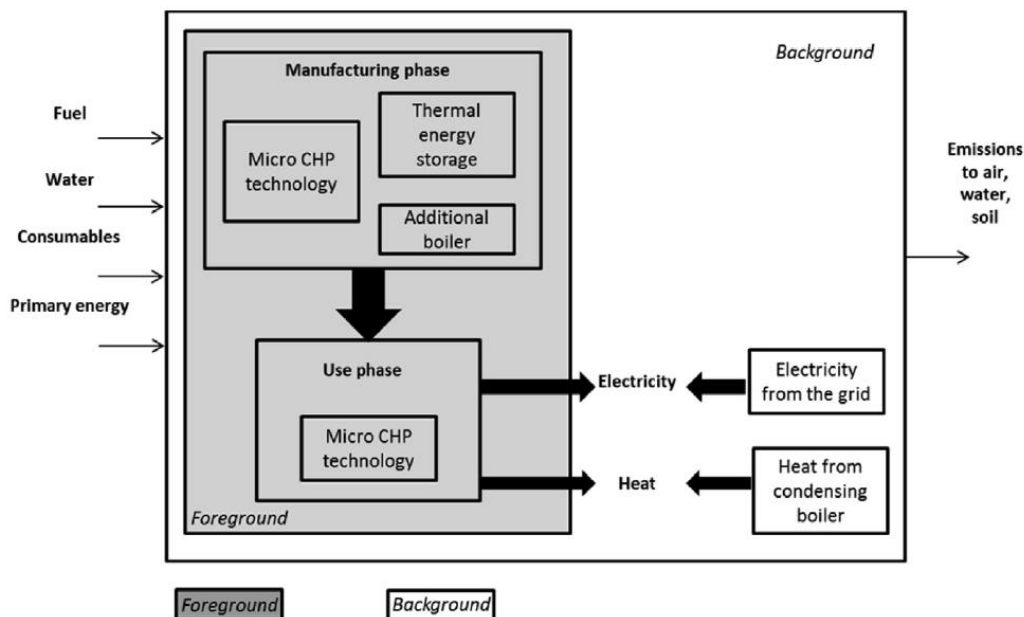 Fuel
Water
Consumables
Primary energy
Manufacturing phase
Micro CHP
technology
Thermal
energy
storage
Additional
boiler
Use phase
Micro CHP
technology
Foreground
Background
Electricity
Heat
Electricity
from the grid
Heat from
condensing
boiler
Emissions
to air,
water,
soil
Foreground
Background